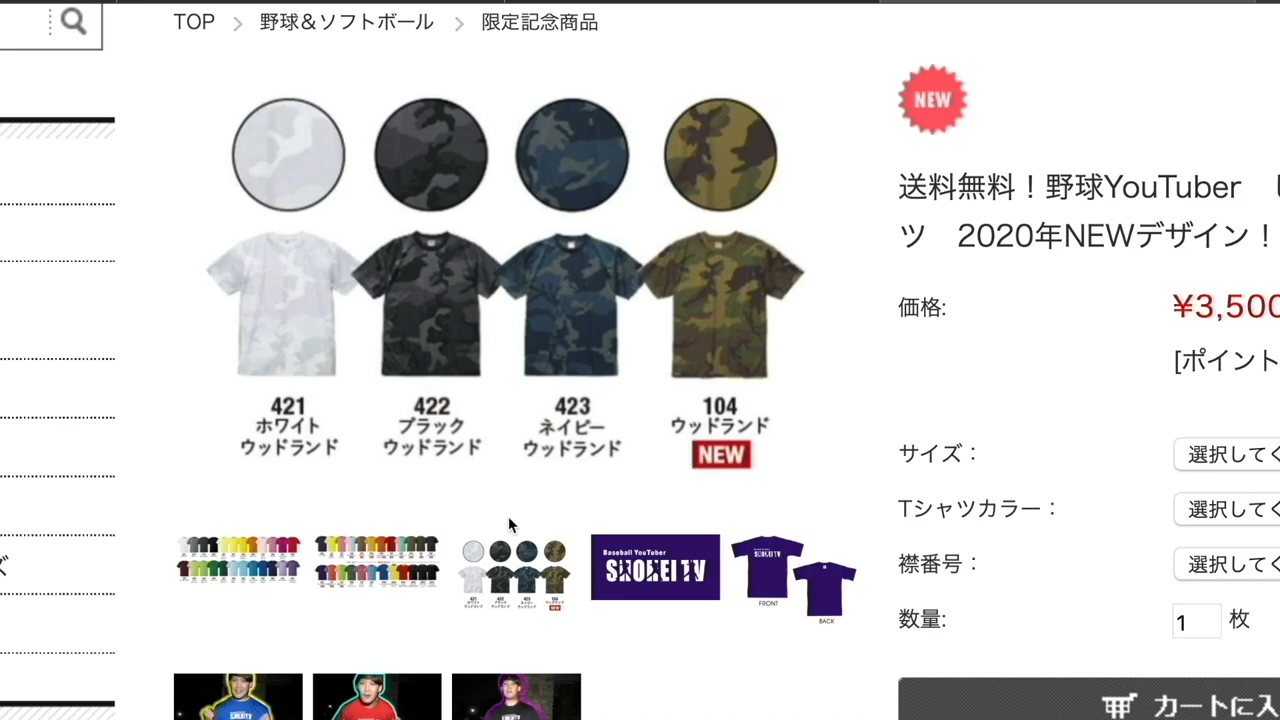 TOP > 野球＆ソフトボール > 限定記念商品
NEW
送料無料！野球YouTuber
ツ 2020年NEWデザイン！
価格:
¥3,500
[ポイント
421
ホワイト
ウッドランド
422
ブラック
ウッドランド
423
ネイビー
ウッドランド
104
ウッドランド
NEW
サイズ：
選択してく
Tシャツカラー：
選択してく
襟番号：
選択してく
数量:
1 枚
カートに入
ズ
Baseball YouTuber
SHOHEI TV
FRONT
BACK